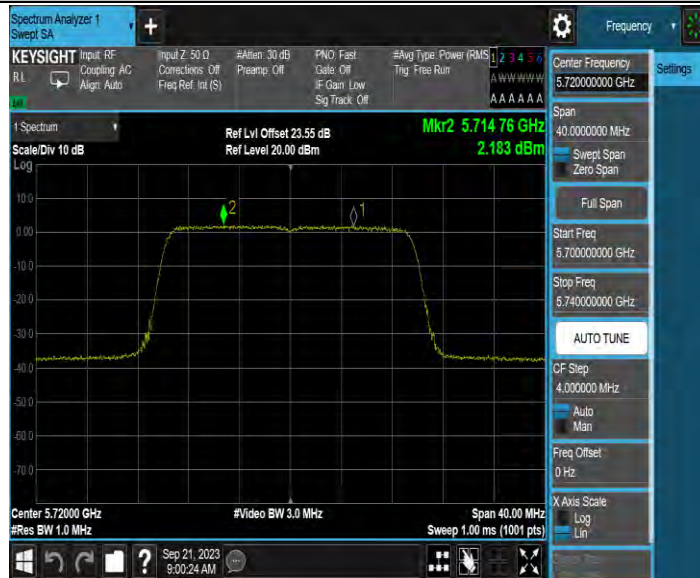 Spectrum Analyzer 1
Swept SA
+
Frequency
KEYSIGHT
RL
Input: RF
Coupling: AC
Align: Auto
Input Z: 50 Ω
Corrections: Off
Freq Ref: Int (S)
#Atten: 30 dB
Preamp: Off
PNO: Fast
Gate: Off
IF Gain: Low
Sig Track: Off
#Avg Type: Power (RMS
Trig: Free Run
1 2 3 4 5 6
A W W W W W
A A A A A A
Center Frequency
5.720000000 GHz
Settings
Span
40.0000000 MHz
Swept Span
Zero Span
Full Span
Start Freq
5.700000000 GHz
Stop Freq
5.740000000 GHz
AUTO TUNE
CF Step
4.000000 MHz
Auto
Man
Freq Offset
0 Hz
X Axis Scale
Log
Lin
1 Spectrum
Scale/Div 10 dB
Log
Ref Lvl Offset 23.55 dB
Ref Level 20.00 dBm
Mkr2 5.714 76 GHz
2.183 dBm
10.0
0.00
-10.0
-20.0
-30.0
-40.0
-50.0
-60.0
-70.0
2
1
Center 5.72000 GHz
#Res BW 1.0 MHz
#Video BW 3.0 MHz
Span 40.00 MHz
Sweep 1.00 ms (1001 pts)
?
Sep 21, 2023
9:00:24 AM